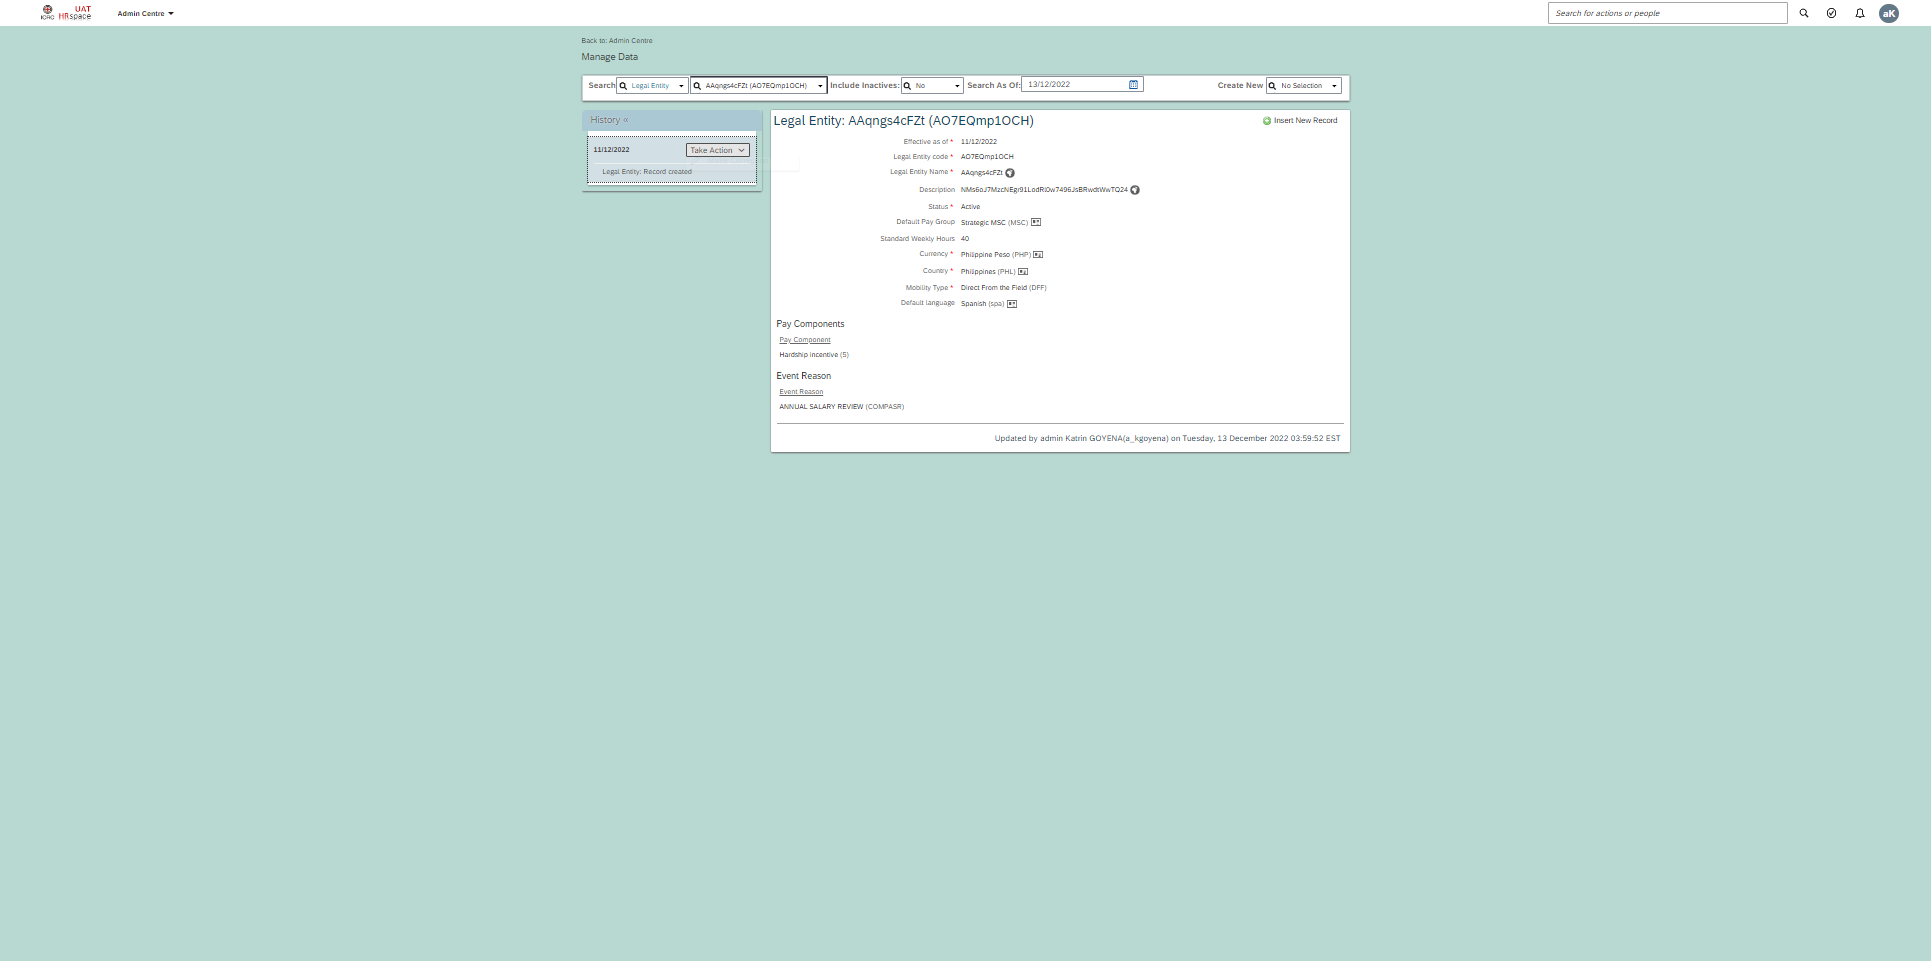 ICRC
UAT
HRspace
Admin Centre
Search for actions or people
aK
Back to: Admin Centre
Manage Data
Search Legal Entity AAqngs4cFZt (AO7EQmp1OCH) Include Inactives: No Search As Of: 13/12/2022 Create New No Selection
History «
11/12/2022 Take Action
Legal Entity: Record created
Legal Entity: AAqngs4cFZt (AO7EQmp1OCH)
Insert New Record
Effective as of * 11/12/2022
Legal Entity code * AO7EQmp1OCH
Legal Entity Name * AAqngs4cFZt
Description NMs6oJ7MzcNEgr91LodRl0w7496JsBRwdtWwTQ24
Status * Active
Default Pay Group Strategic MSC (MSC)
Standard Weekly Hours 40
Currency * Philippine Peso (PHP)
Country * Philippines (PHL)
Mobility Type * Direct From the Field (DFF)
Default language Spanish (spa)
Pay Components
Pay Component
Hardship incentive (5)
Event Reason
Event Reason
ANNUAL SALARY REVIEW (COMPASR)
Updated by admin Katrin GOYENA(a_kgoyena) on Tuesday, 13 December 2022 03:59:52 EST